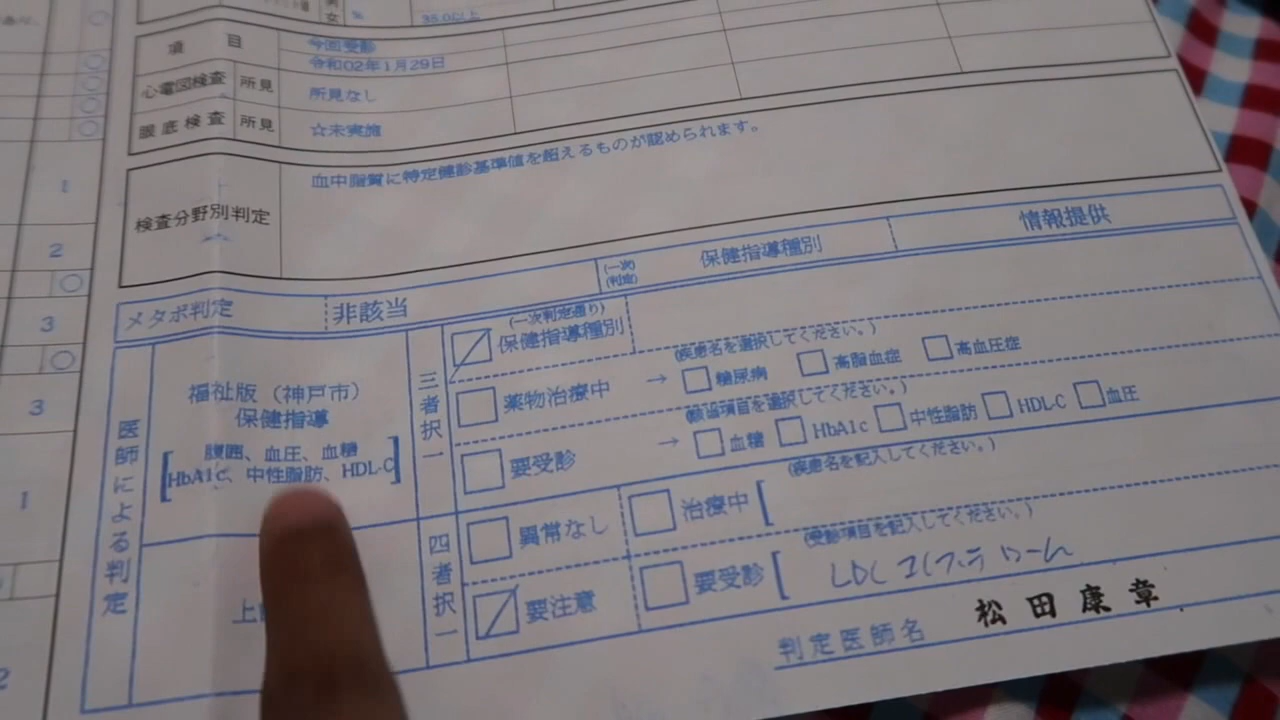 女 % 35.0以上
項 目 今回受診
令和02年1月29日
心電図検査 所見 所見なし
眼底検査 所見 ☆未実施
検査分野別判定 血中脂質に特定健診基準値を超えるものが認められます。
メタボ判定 非該当 (一次判定) 保健指導種別 情報提供
医師による判定
福祉版（神戸市）
保健指導
腹囲、血圧、血糖
HbA1c、中性脂肪、HDL-C
三者択一
(一次判定通り)
保健指導種別
(疾患名を選択してください。)
薬物治療中 → 糖尿病 高脂血症 高血圧症
(該当項目を選択してください。)
要受診 → 血糖 HbA1c 中性脂肪 HDL-C 血圧
四者択一
(疾患名を記入してください。)
異常なし 治療中 [
(受診項目を記入してください。)
要注意 要受診 [
判定医師名 松田康章
1
2
3
3
1
2